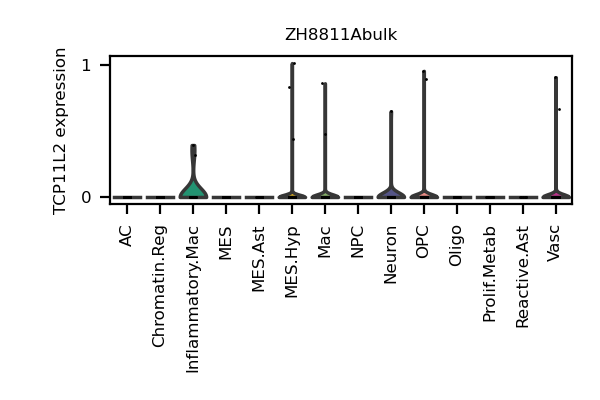 ZH8811Abulk
TCP11L2 expression
1
0
AC
Chromatin.Reg
Inflammatory.Mac
MES
MES.Ast
MES.Hyp
Mac
NPC
Neuron
OPC
Oligo
Prolif.Metab
Reactive.Ast
Vasc